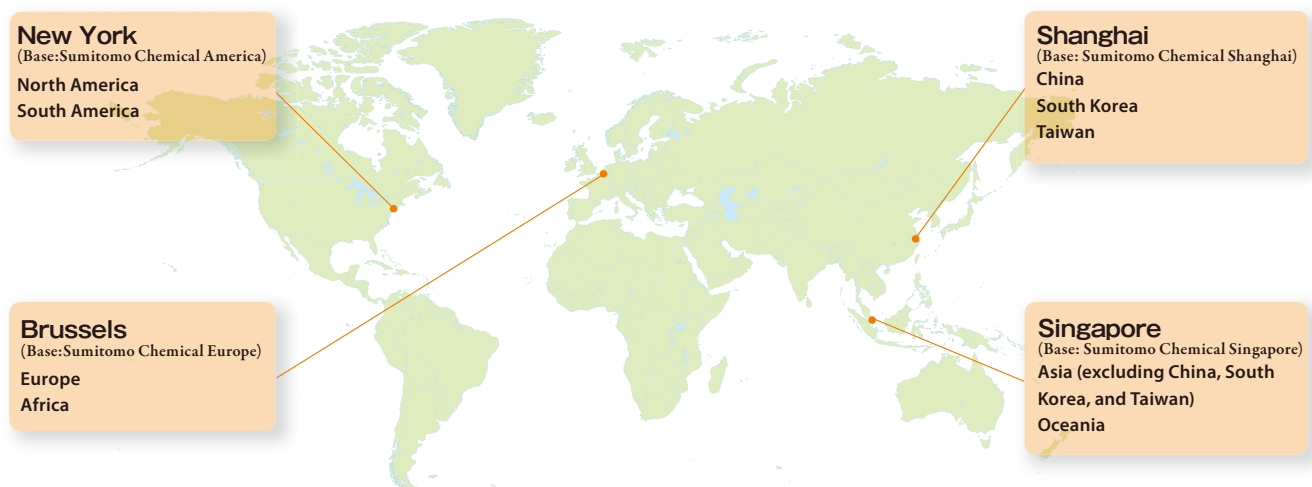 New York
(Base:Sumitomo Chemical America)
North America
South America
Shanghai
(Base: Sumitomo Chemical Shanghai)
China
South Korea
Taiwan
Brussels
(Base:Sumitomo Chemical Europe)
Europe
Africa
Singapore
(Base: Sumitomo Chemical Singapore)
Asia (excluding China, South
Korea, and Taiwan)
Oceania